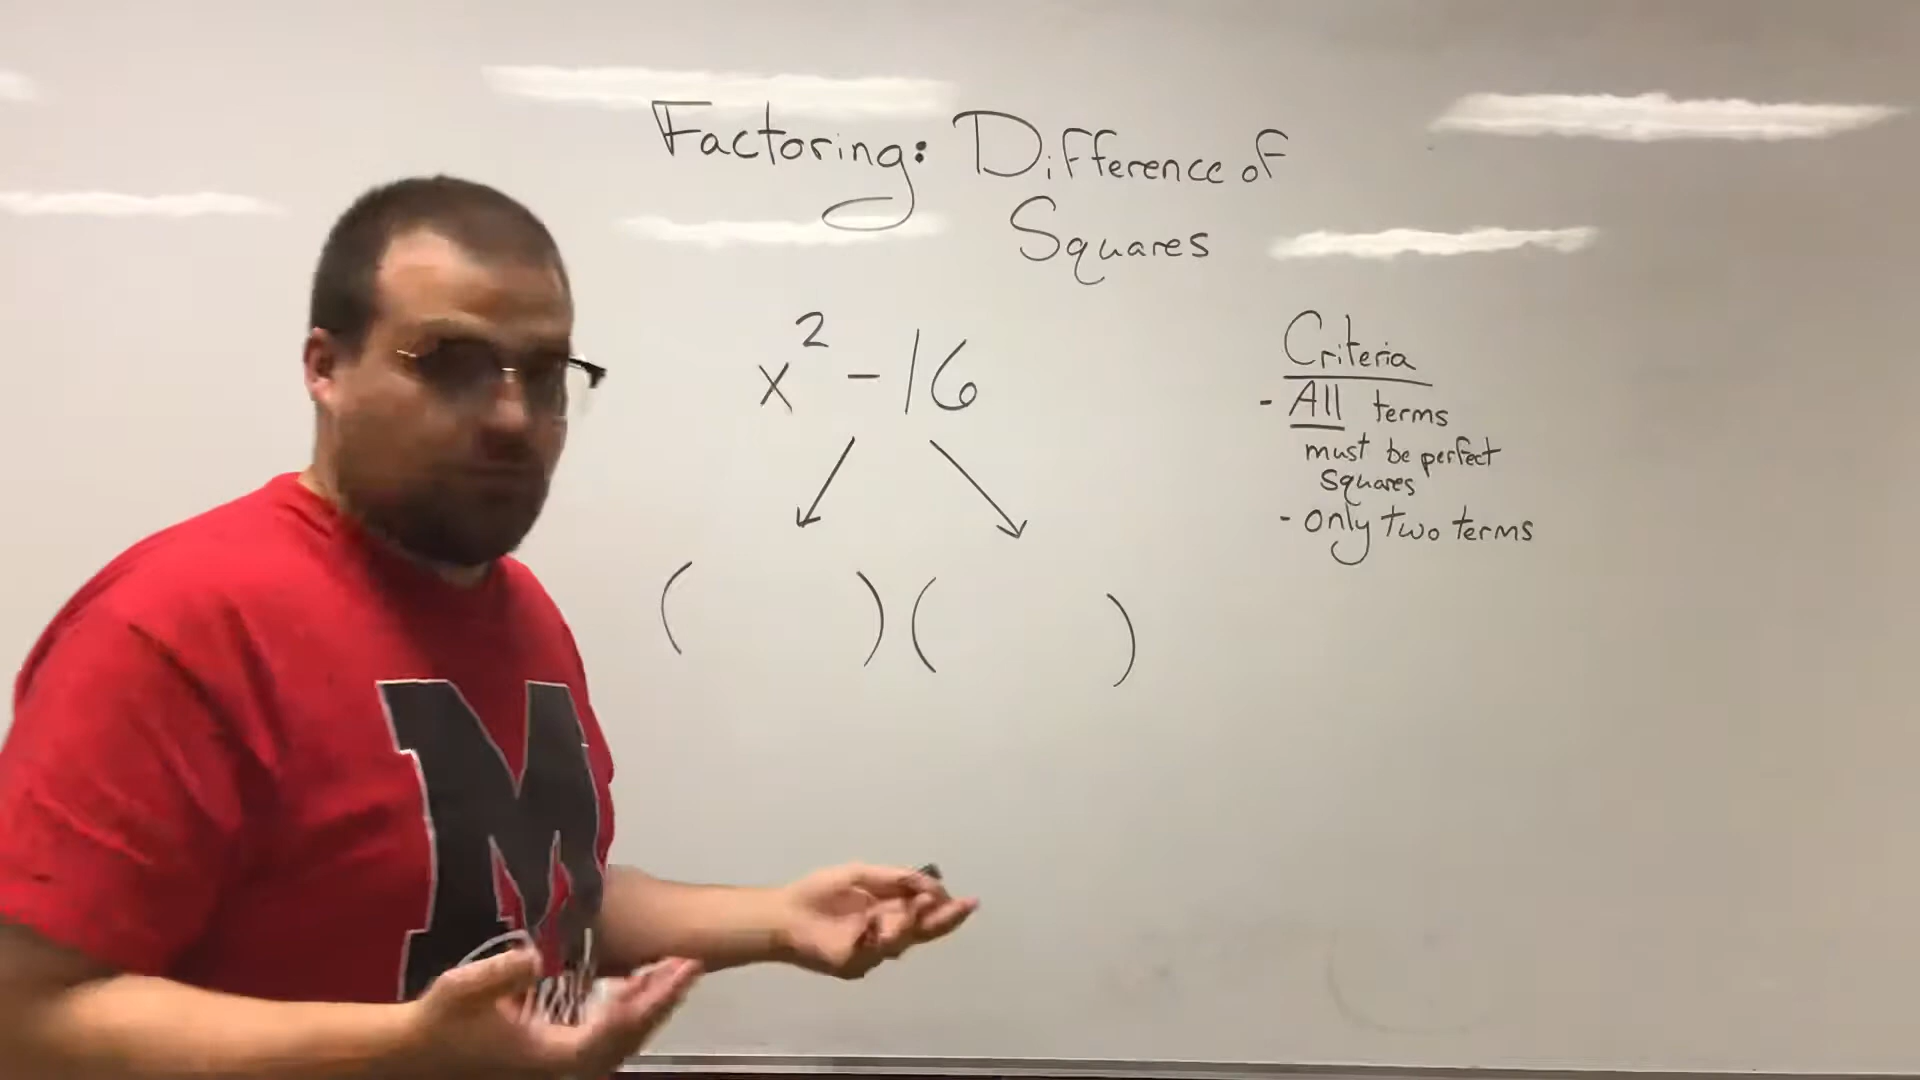 Factoring: Difference of
Squares
x² - 16
( ) ( )
Criteria
- All terms
must be perfect
squares
- only two terms
M